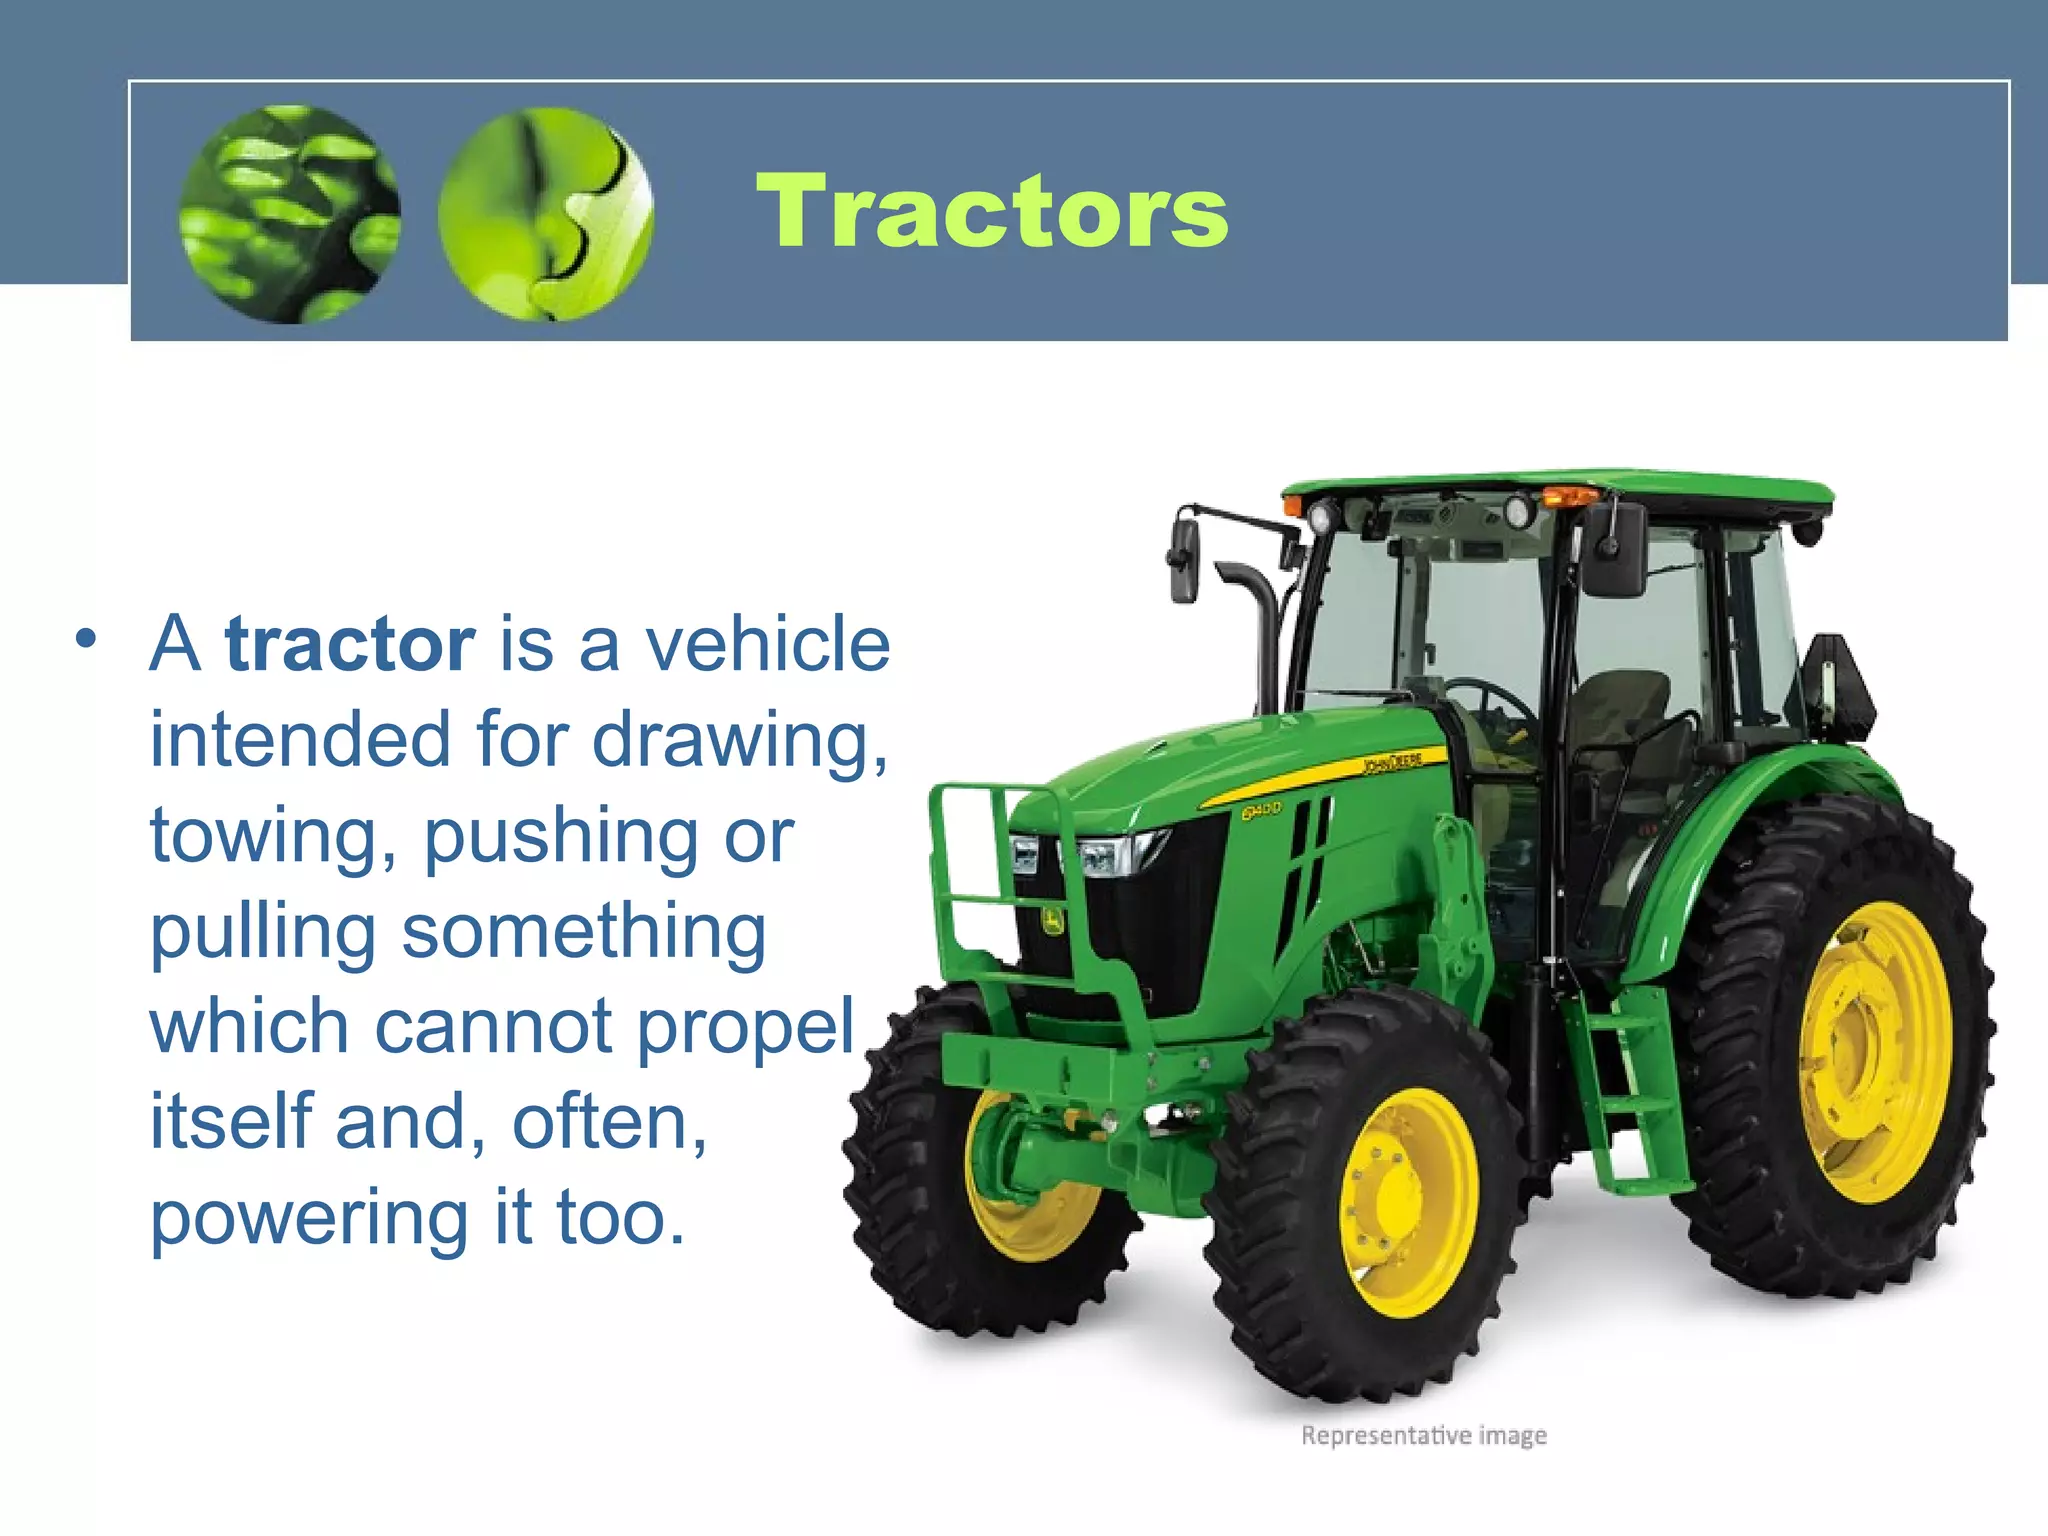 Tractors
• A tractor is a vehicle
intended for drawing,
towing, pushing or
pulling something
which cannot propel
itself and, often,
powering it too.
JOHN DEERE
6140D
Representative image